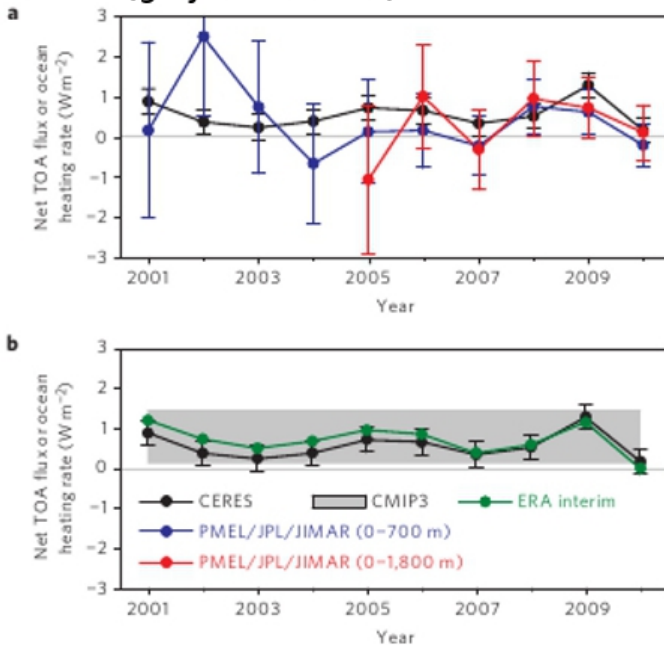 a
Net TOA flux or ocean
heating rate (W m−2)
3
2
1
0
−1
−2
−3
2001 2003 2005 2007 2009
Year
b
Net TOA flux or ocean
heating rate (W m−2)
3
2
1
0
−1
−2
−3
CERES CMIP3 ERA interim
PMEL/JPL/JIMAR (0–700 m)
PMEL/JPL/JIMAR (0–1,800 m)
2001 2003 2005 2007 2009
Year